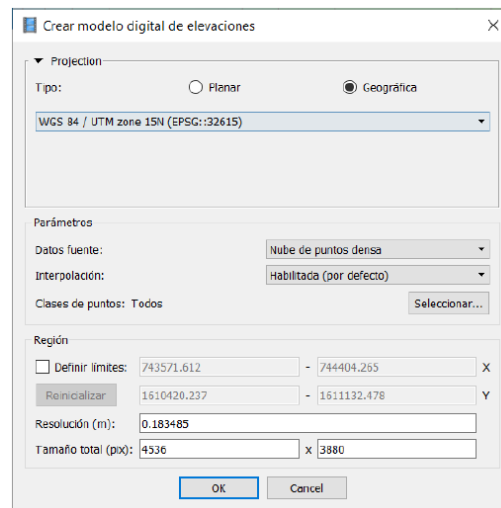 Crear modelo digital de elevaciones
Projection
Tipo: Planar Geográfica
WGS 84 / UTM zone 15N (EPSG::32615)
Parámetros
Datos fuente: Nube de puntos densa
Interpolación: Habilitada (por defecto)
Clases de puntos: Todos Seleccionar...
Región
Definir límites: 743571.612 - 744404.265 X
Reinicializar 1610420.237 - 1611132.478 Y
Resolución (m): 0.183485
Tamaño total (pix): 4536 x 3880
OK Cancel